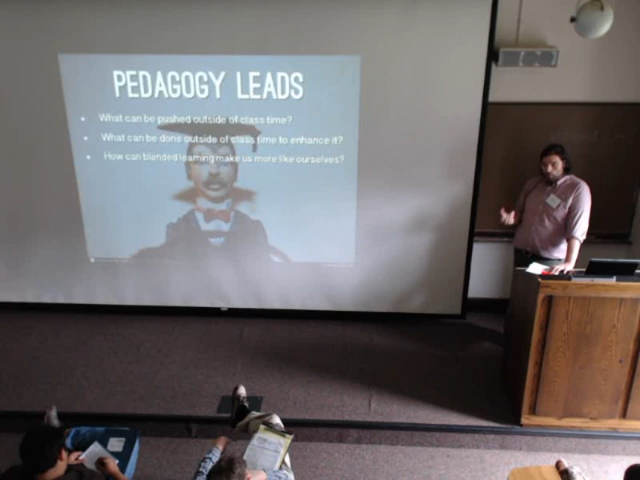 PEDAGOGY LEADS
• What can be pushed outside of class time?
• What can be done outside of class time to enhance it?
• How can blended learning make us more like ourselves?